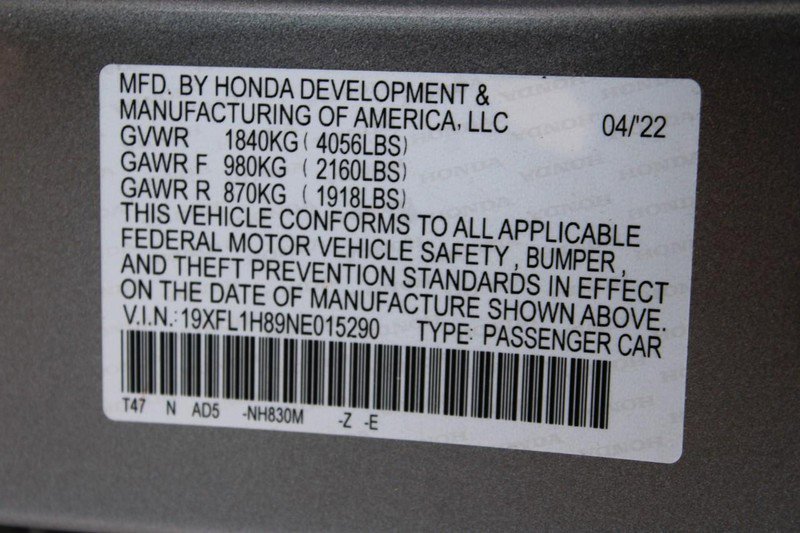 MFD. BY HONDA DEVELOPMENT &
MANUFACTURING OF AMERICA, LLC 04/'22
GVWR 1840KG ( 4056LBS)
GAWR F 980KG ( 2160LBS)
GAWR R 870KG ( 1918LBS)
THIS VEHICLE CONFORMS TO ALL APPLICABLE
FEDERAL MOTOR VEHICLE SAFETY , BUMPER ,
AND THEFT PREVENTION STANDARDS IN EFFECT
ON THE DATE OF MANUFACTURE SHOWN ABOVE.
V.I.N.: 19XFL1H89NE015290 TYPE: PASSENGER CAR
T47 N AD5 -NH830M -Z -E